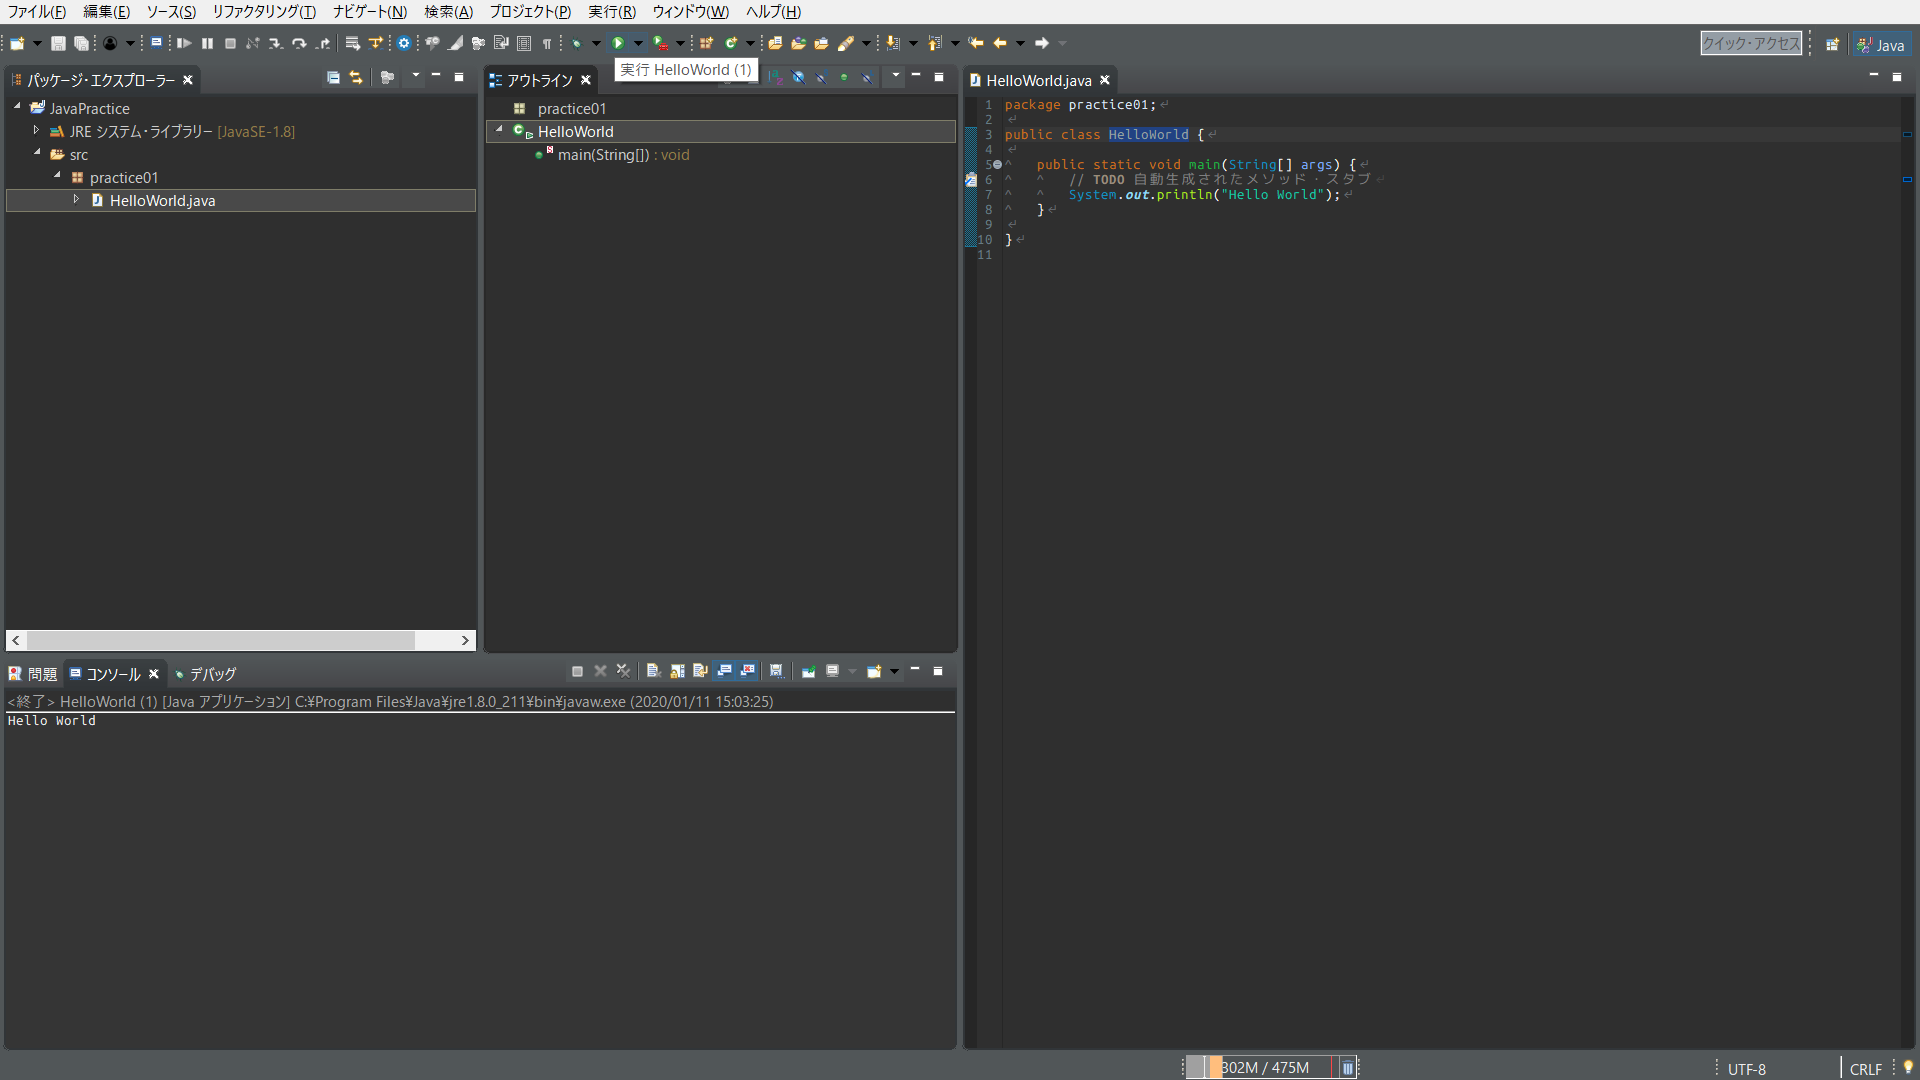 ファイル(F) 編集(E) ソース(S) リファクタリング(T) ナビゲート(N) 検索(A) プロジェクト(P) 実行(R) ウィンドウ(W) ヘルプ(H)
クイック・アクセス
Java
パッケージ・エクスプローラー
JavaPractice
JRE システム・ライブラリー [JavaSE-1.8]
src
practice01
HelloWorld.java
アウトライン
実行 HelloWorld (1)
practice01
HelloWorld
main(String[]) : void
HelloWorld.java
1 package practice01;
2
3 public class HelloWorld {
4
5 public static void main(String[] args) {
6 // TODO 自動生成されたメソッド・スタブ
7 System.out.println("Hello World");
8 }
9
10 }
11
問題 コンソール デバッグ
<終了> HelloWorld (1) [Java アプリケーション] C:¥Program Files¥Java¥jre1.8.0_211¥bin¥javaw.exe (2020/01/11 15:03:25)
Hello World
302M / 475M
UTF-8
CRLF